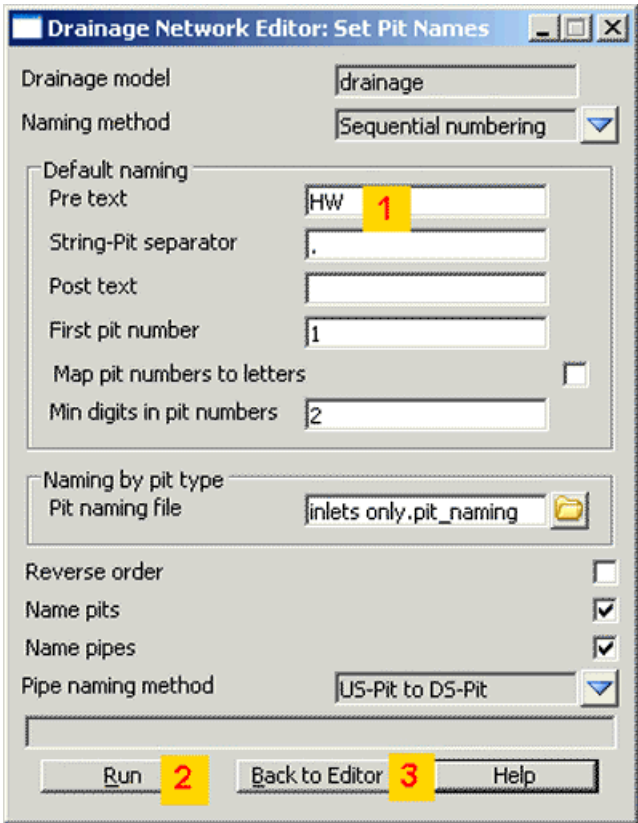 Drainage Network Editor: Set Pit Names
Drainage model drainage
Naming method Sequential numbering
Default naming
Pre text HW 1
String-Pit separator .
Post text
First pit number 1
Map pit numbers to letters
Min digits in pit numbers 2
Naming by pit type
Pit naming file inlets only.pit_naming
Reverse order
Name pits
Name pipes
Pipe naming method US-Pit to DS-Pit
Run 2 Back to Editor 3 Help